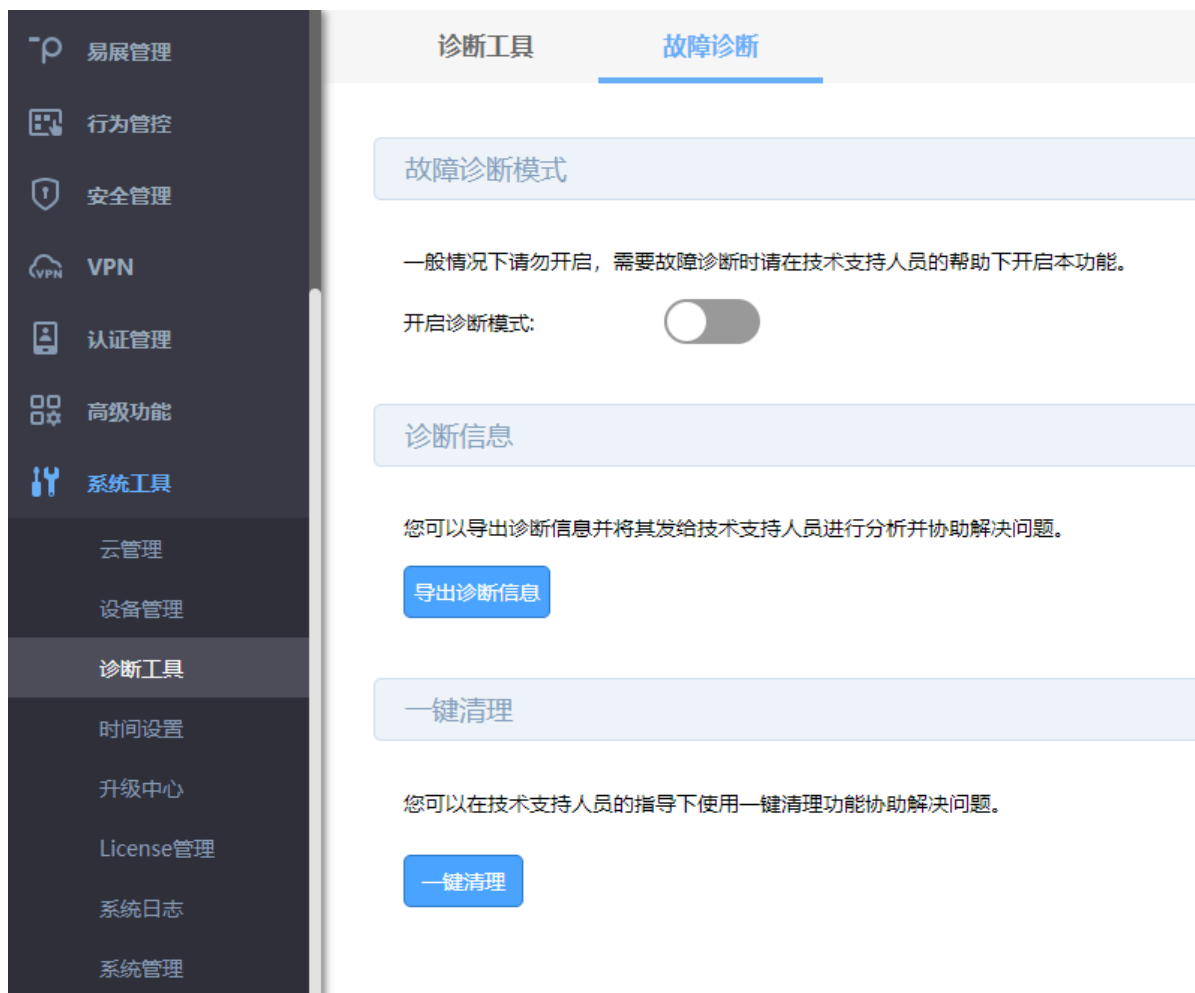 易展管理
行为管控
安全管理
VPN
VPN
认证管理
高级功能
系统工具
云管理
设备管理
诊断工具
时间设置
升级中心
License管理
系统日志
系统管理
诊断工具
故障诊断
故障诊断模式
一般情况下请勿开启，需要故障诊断时请在技术支持人员的帮助下开启本功能。
开启诊断模式:
诊断信息
您可以导出诊断信息并将其发给技术支持人员进行分析并协助解决问题。
导出诊断信息
一键清理
您可以在技术支持人员的指导下使用一键清理功能协助解决问题。
一键清理